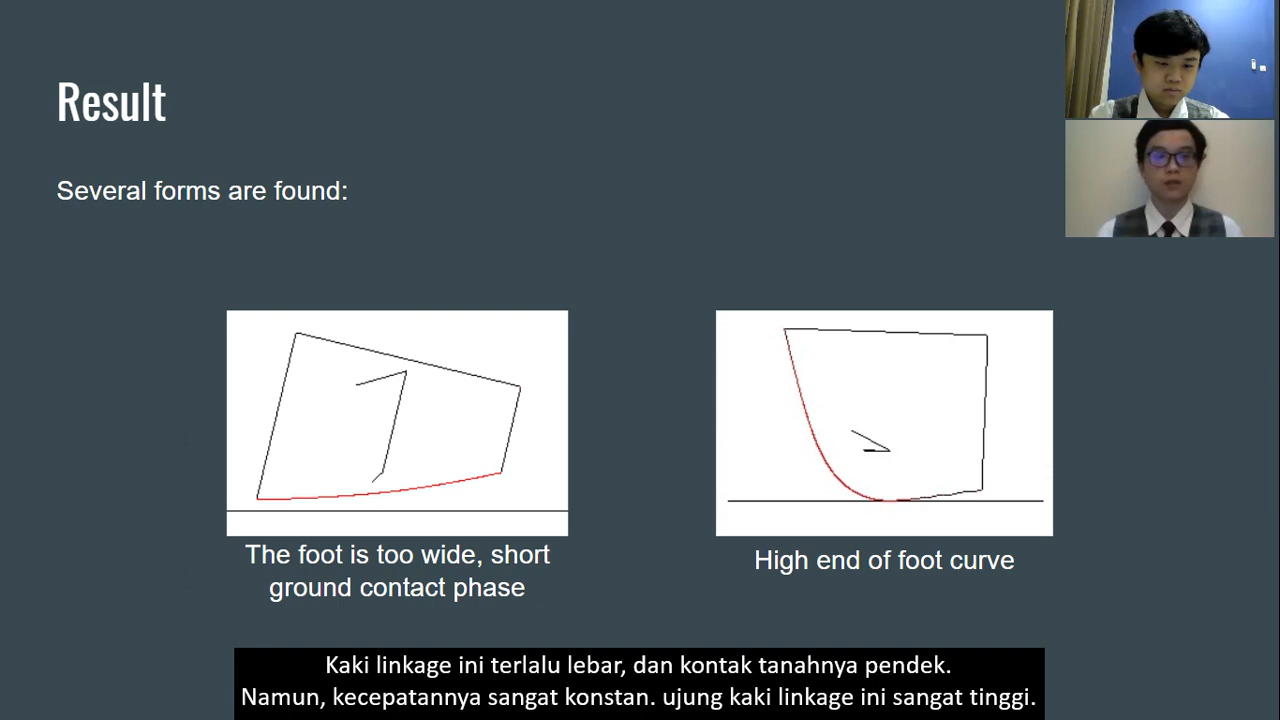 Result
Several forms are found:
The foot is too wide, short
ground contact phase
High end of foot curve
Kaki linkage ini terlalu lebar, dan kontak tanahnya pendek.
Namun, kecepatannya sangat konstan. ujung kaki linkage ini sangat tinggi.